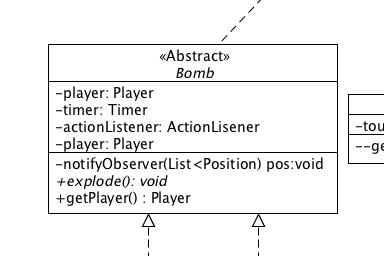 «Abstract»
Bomb
-player: Player
-timer: Timer
-actionListener: ActionLisener
-player: Player
-notifyObserver(List<Position) pos:void
+explode(): void
+getPlayer() : Player
-tou
--ge